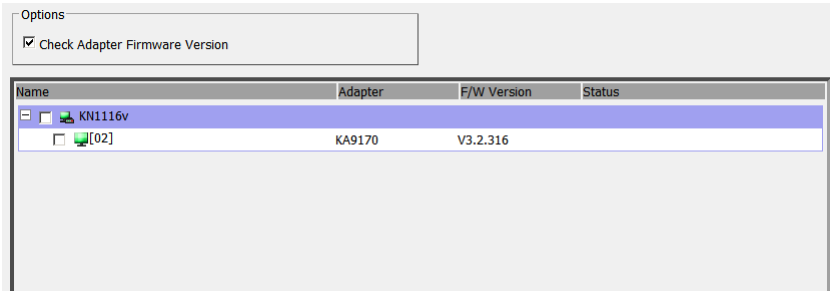 Options
Check Adapter Firmware Version
Name Adapter F/W Version Status
KN1116v
[02] KA9170 V3.2.316